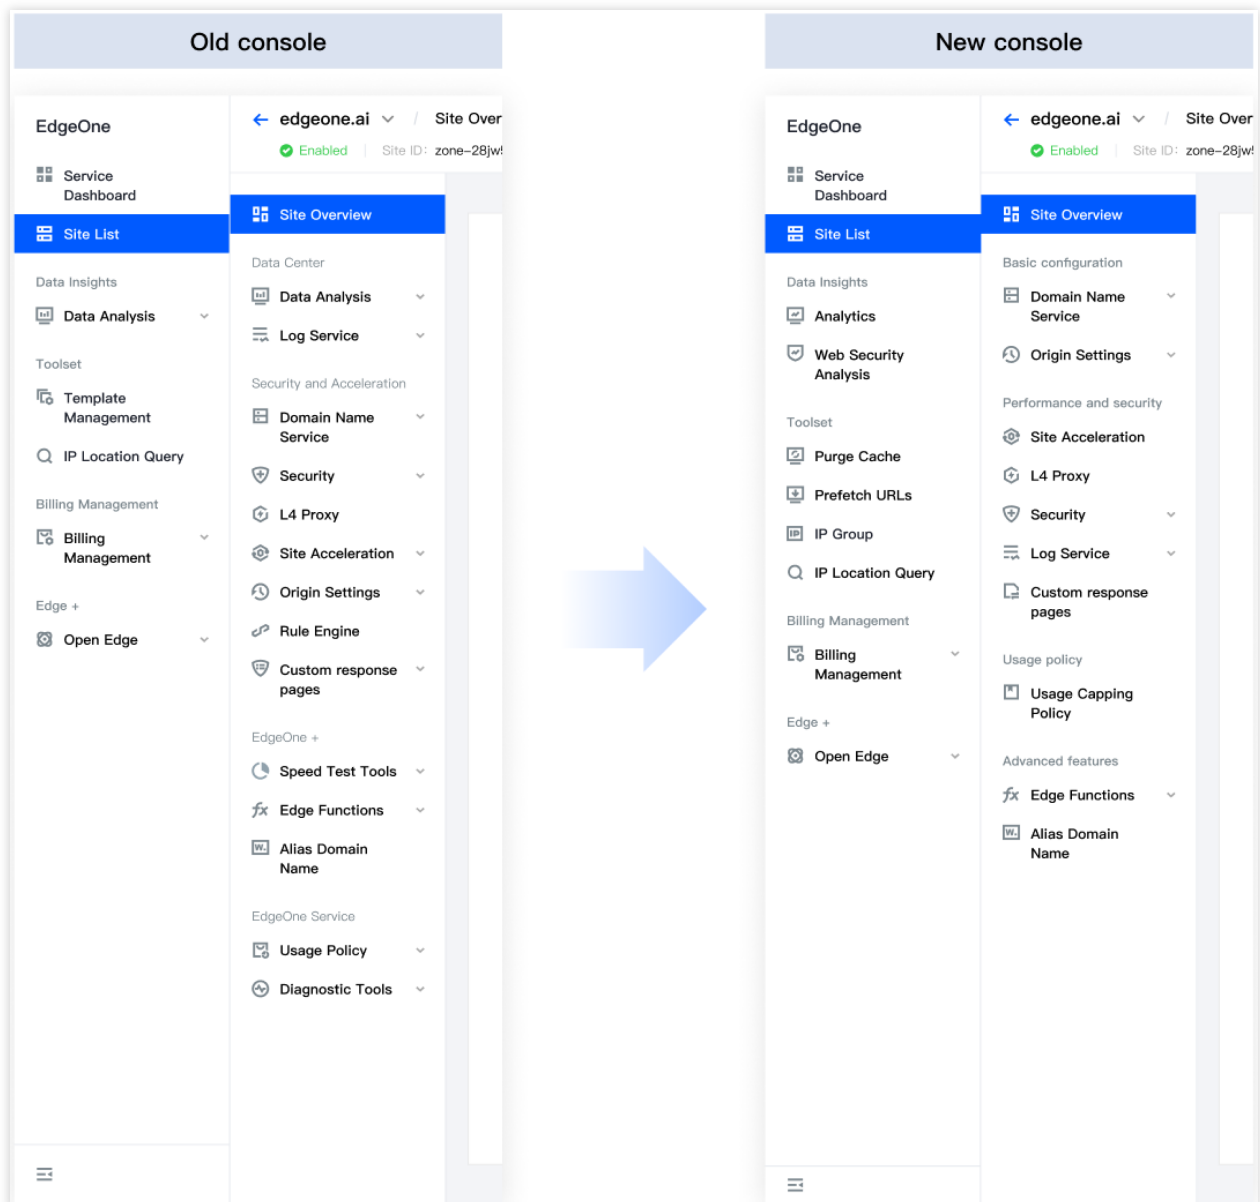 Old console
EdgeOne
Service
Dashboard
Site List
Data Insights
Data Analysis
Toolset
Template
Management
IP Location Query
Billing Management
Billing
Management
Edge +
Open Edge
edgeone.ai / Site Over
Enabled Site ID: zone-28jw
Site Overview
Data Center
Data Analysis
Log Service
Security and Acceleration
Domain Name
Service
Security
L4 Proxy
Site Acceleration
Origin Settings
Rule Engine
Custom response
pages
EdgeOne +
Speed Test Tools
Edge Functions
Alias Domain
Name
EdgeOne Service
Usage Policy
Diagnostic Tools
New console
EdgeOne
Service
Dashboard
Site List
Data Insights
Analytics
Web Security
Analysis
Toolset
Purge Cache
Prefetch URLs
IP Group
IP Location Query
Billing Management
Billing
Management
Edge +
Open Edge
edgeone.ai / Site Over
Enabled Site ID: zone-28jw
Site Overview
Basic configuration
Domain Name
Service
Origin Settings
Performance and security
Site Acceleration
L4 Proxy
Security
Log Service
Custom response
pages
Usage policy
Usage Capping
Policy
Advanced features
Edge Functions
Alias Domain
Name